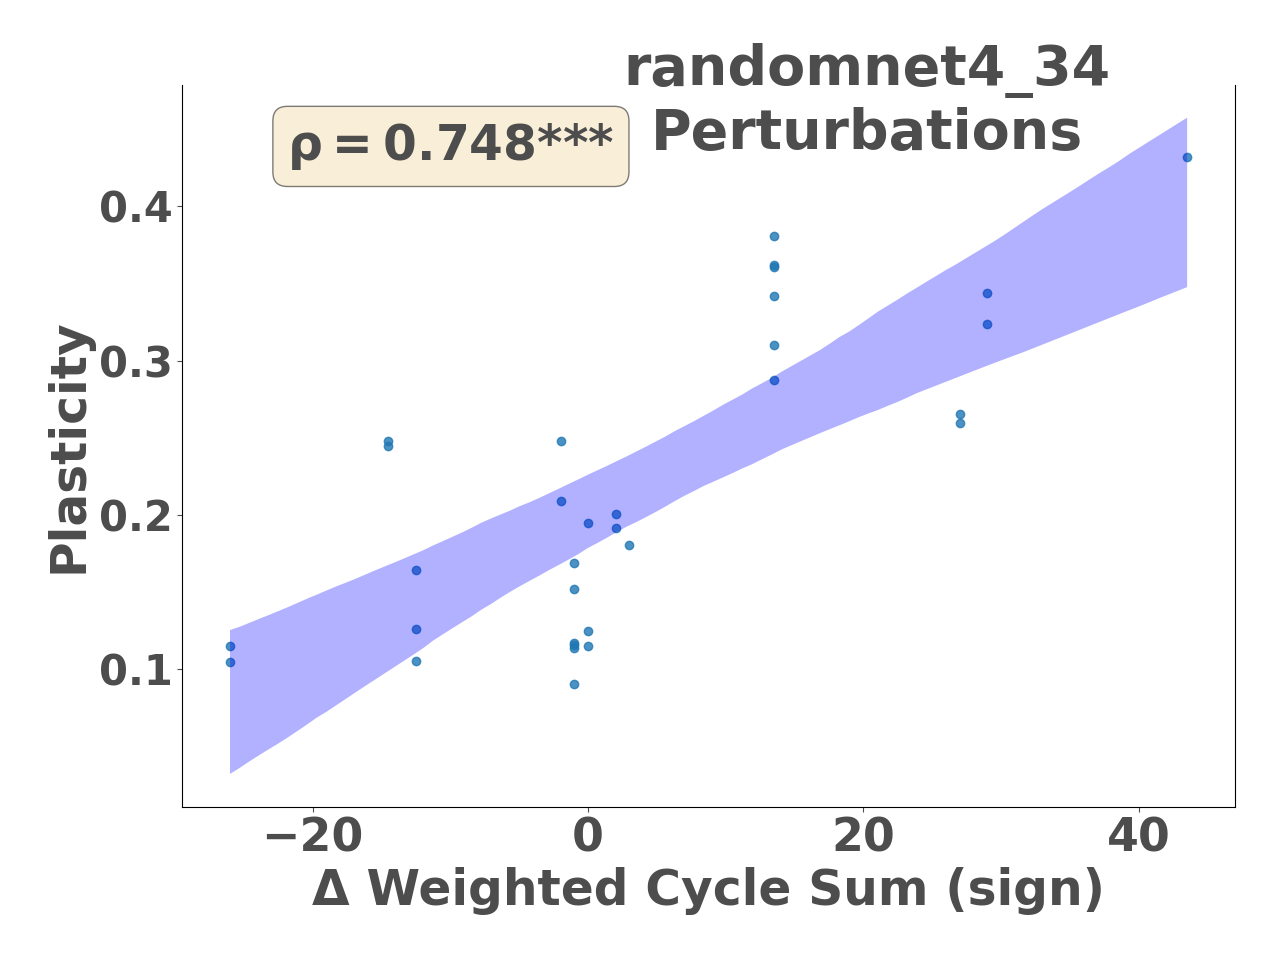 randomnet4_34
Perturbations
ρ = 0.748***
Plasticity
0.4
0.3
0.2
0.1
−20
0
20
40
Δ Weighted Cycle Sum (sign)